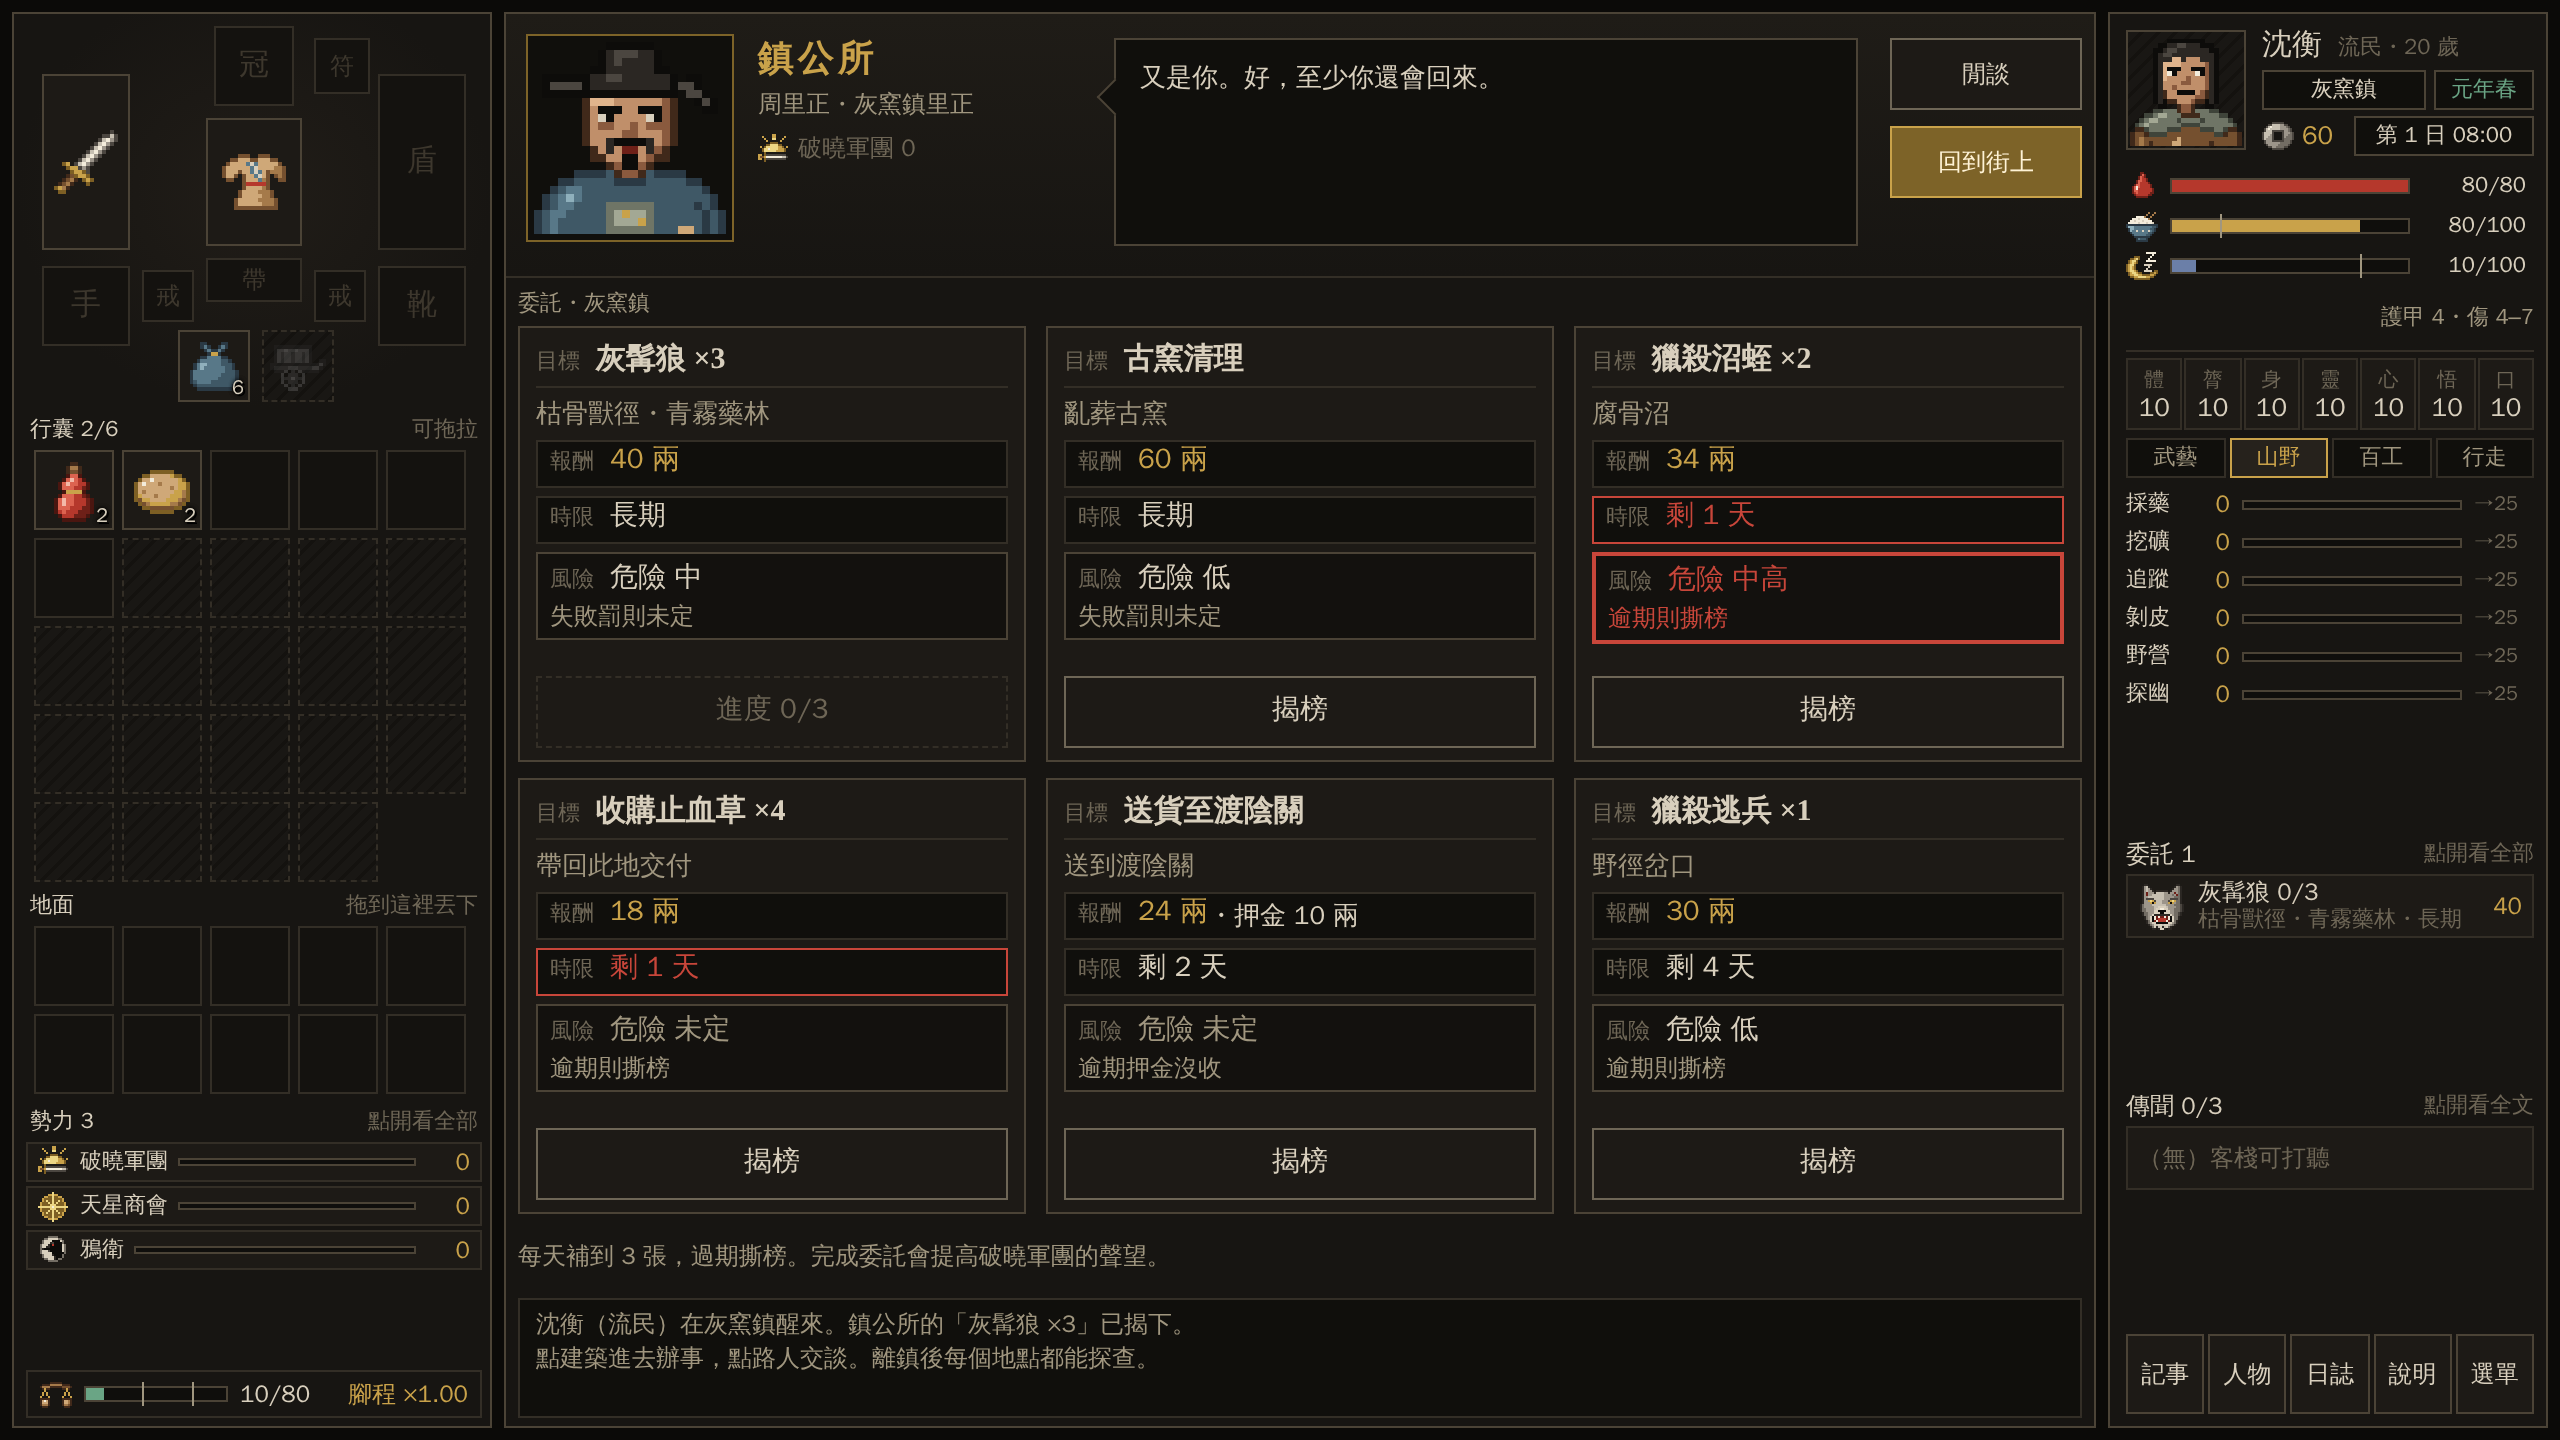 冠
符
盾
手
戒
帶
戒
靴
6
行囊 2/6
可拖拉
2
2
地面
拖到這裡丟下
勢力 3
點開看全部
破曉軍團
0
天星商會
0
鴉衛
0
10/80
腳程 ×1.00
鎮公所
周里正・灰窯鎮里正
破曉軍團 0
又是你。好，至少你還會回來。
閒談
回到街上
委託・灰窯鎮
目標 灰髯狼 ×3
枯骨獸徑・青霧藥林
報酬 40 兩
時限 長期
風險 危險 中
失敗罰則未定
進度 0/3
目標 古窯清理
亂葬古窯
報酬 60 兩
時限 長期
風險 危險 低
失敗罰則未定
揭榜
目標 獵殺沼蛭 ×2
腐骨沼
報酬 34 兩
時限 剩 1 天
風險 危險 中高
逾期則撕榜
揭榜
目標 收購止血草 ×4
帶回此地交付
報酬 18 兩
時限 剩 1 天
風險 危險 未定
逾期則撕榜
揭榜
目標 送貨至渡陰關
送到渡陰關
報酬 24 兩・押金 10 兩
時限 剩 2 天
風險 危險 未定
逾期押金沒收
揭榜
目標 獵殺逃兵 ×1
野徑岔口
報酬 30 兩
時限 剩 4 天
風險 危險 低
逾期則撕榜
揭榜
每天補到 3 張，過期撕榜。完成委託會提高破曉軍團的聲望。
沈衡（流民）在灰窯鎮醒來。鎮公所的「灰髯狼 ×3」已揭下。
點建築進去辦事，點路人交談。離鎮後每個地點都能探查。
沈衡 流民・20 歲
灰窯鎮
元年春
60
第 1 日 08:00
80/80
80/100
10/100
護甲 4・傷 4–7
體 膂 身 靈 心 悟 口
10 10 10 10 10 10 10
武藝
山野
百工
行走
採藥 0 →25
挖礦 0 →25
追蹤 0 →25
剝皮 0 →25
野營 0 →25
探幽 0 →25
委託 1
點開看全部
灰髯狼 0/3
枯骨獸徑・青霧藥林・長期
40
傳聞 0/3
點開看全文
（無）客棧可打聽
記事
人物
日誌
說明
選單